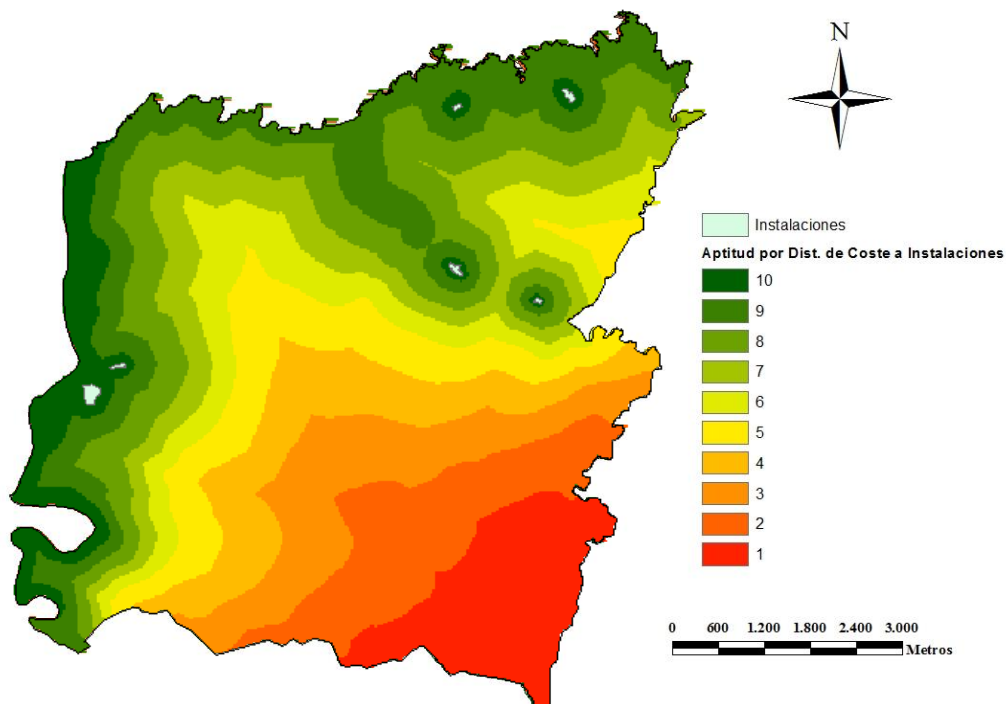 N
Instalaciones
Aptitud por Dist. de Coste a Instalaciones
10
9
8
7
6
5
4
3
2
1
0 600 1.200 1.800 2.400 3.000
Metros